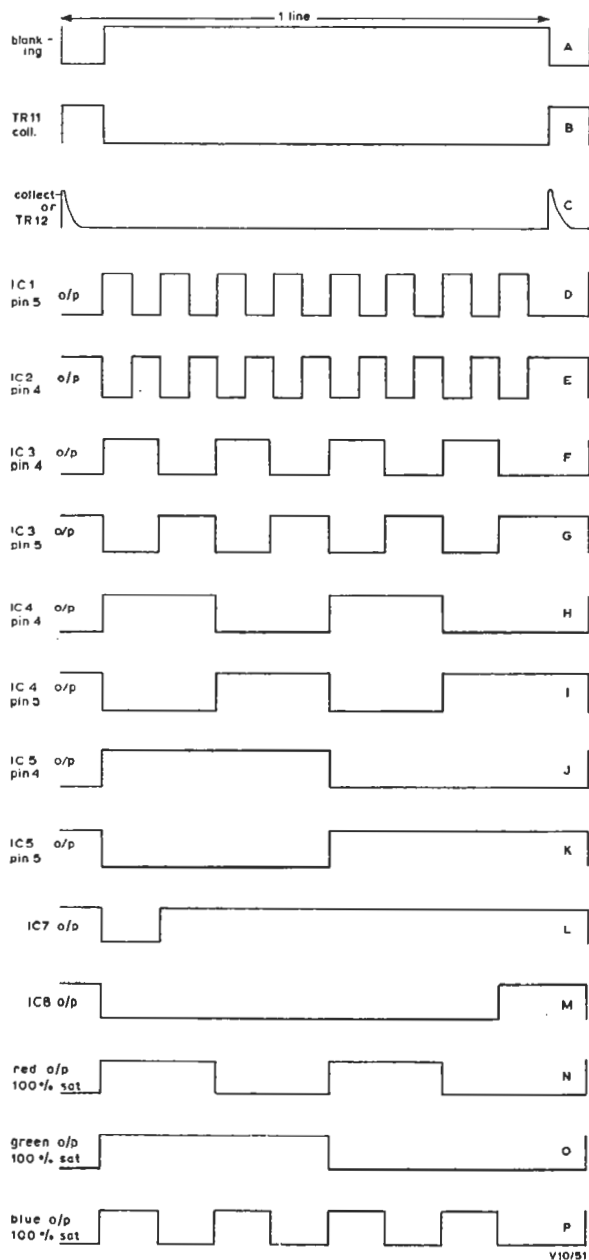 1 line
blank-
ing
A
TR11
coll.
B
collect
or
TR12
C
IC1 o/p
pin 5
D
IC2 o/p
pin 4
E
IC3 o/p
pin 4
F
IC3 o/p
pin 5
G
IC4 o/p
pin 4
H
IC4 o/p
pin 5
I
IC5 o/p
pin 4
J
IC5 o/p
pin 5
K
IC7 o/p
L
IC8 o/p
M
red o/p
100% sat
N
green o/p
100% sat
O
blue o/p
100% sat
P
V10/51